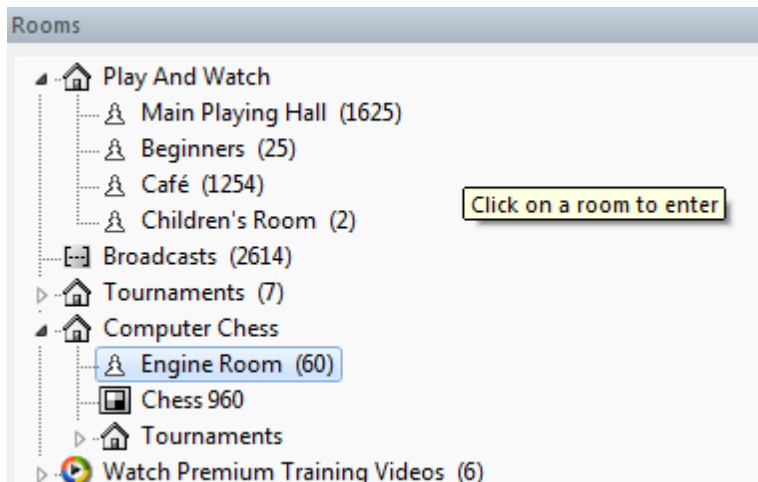 Rooms
Play And Watch
Main Playing Hall (1625)
Beginners (25)
Café (1254)
Click on a room to enter
Children's Room (2)
Broadcasts (2614)
Tournaments (7)
Computer Chess
Engine Room (60)
Chess 960
Tournaments
Watch Premium Training Videos (6)